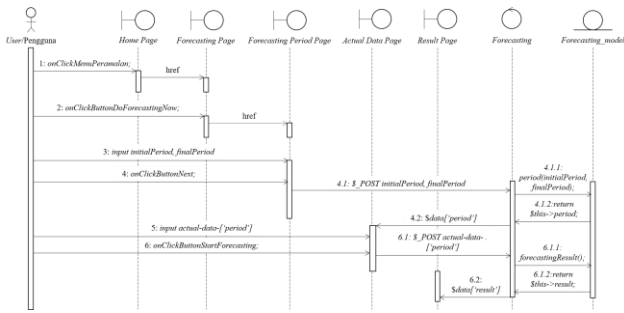 User/Pengguna
Home Page
Forecasting Page
Forecasting Period Page
Actual Data Page
Result Page
Forecasting
Forecasting_model
1: onClickMenuPeramalan;
href
2: onClickButtonDoForecastingNow;
href
3: input initialPeriod, finalPeriod
4: onClickButtonNext;
4.1: $_POST initialPeriod, finalPeriod
4.1.1:
period(initialPeriod,
finalPeriod);
4.1.2:return
$this->period;
4.2: $data['period']
5: input actual-data-['period']
6: onClickButtonStartForecasting;
6.1: $_POST actual-data-.
['period']
6.1.1:
forecastingResult();
6.1.2:return
$this->result;
6.2:
$data['result']